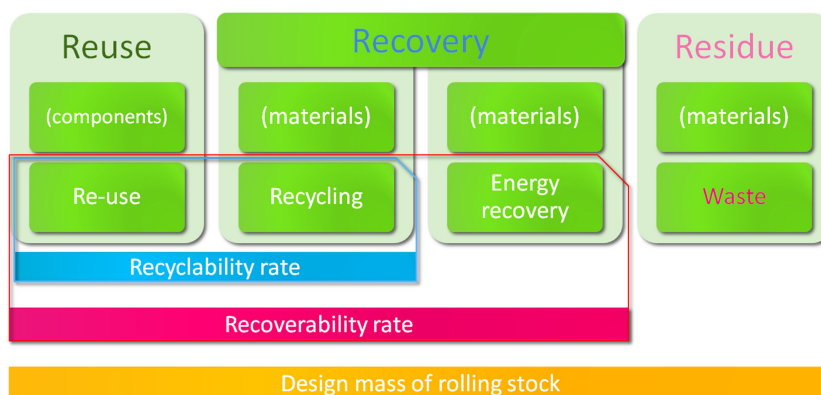 Reuse
Recovery
Residue
(components)
(materials)
(materials)
(materials)
Re-use
Recycling
Energy
recovery
Waste
Recyclability rate
Recoverability rate
Design mass of rolling stock